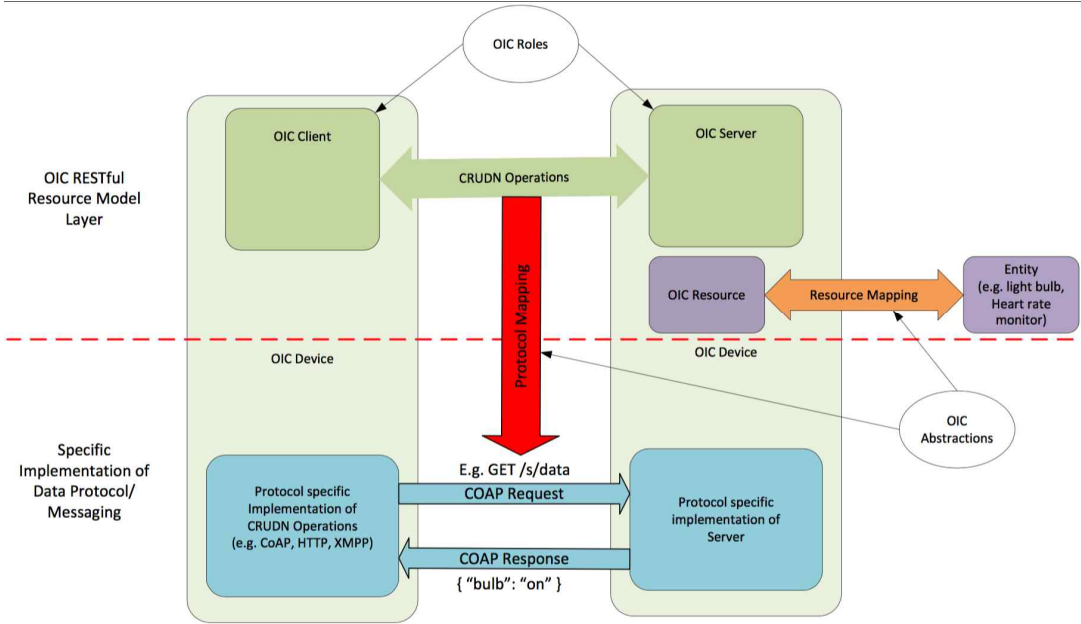 OIC Roles
OIC Client
OIC Server
CRUDN Operations
OIC RESTful
Resource Model
Layer
Protocol Mapping
OIC Resource
Resource Mapping
Entity
(e.g. light bulb,
Heart rate
monitor)
OIC Device
OIC Device
OIC
Abstractions
Specific
Implementation of
Data Protocol/
Messaging
E.g. GET /s/data
COAP Request
Protocol specific
Implementation of
CRUDN Operations
(e.g. CoAP, HTTP, XMPP)
Protocol specific
implementation of
Server
COAP Response
{ “bulb”: “on” }